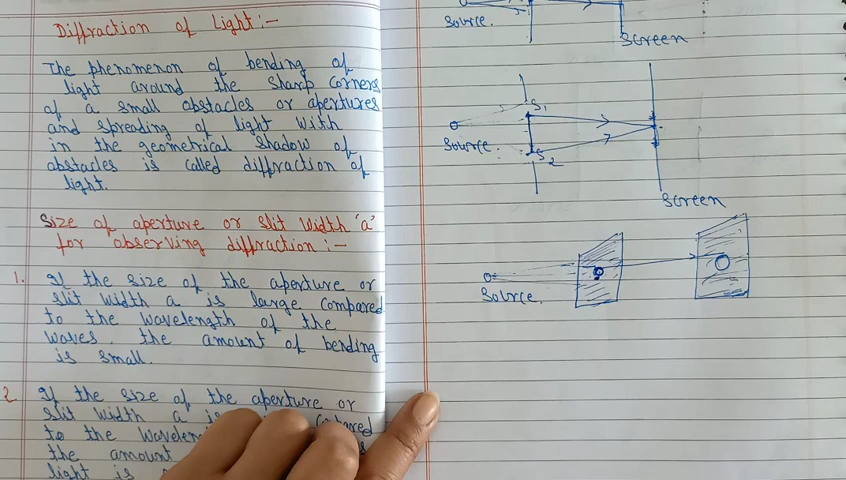 Diffraction of Light:-
The phenomenon of bending of
light around the sharp corners
of a small obstacles or apertures
and spreading of light with
in the geometrical shadow of
obstacles is called diffraction of
light.
Size of aperture or slit width 'a'
for observing diffraction:-
1. If the size of the aperture or
slit width a is large compared
to the wavelength of the
waves. the amount of bending
is small.
2 If the size of the aperture or
slit width a is
to the wavelen
the amount
light is
Source.
Screen
S1
Source.
S2
Screen
Source.